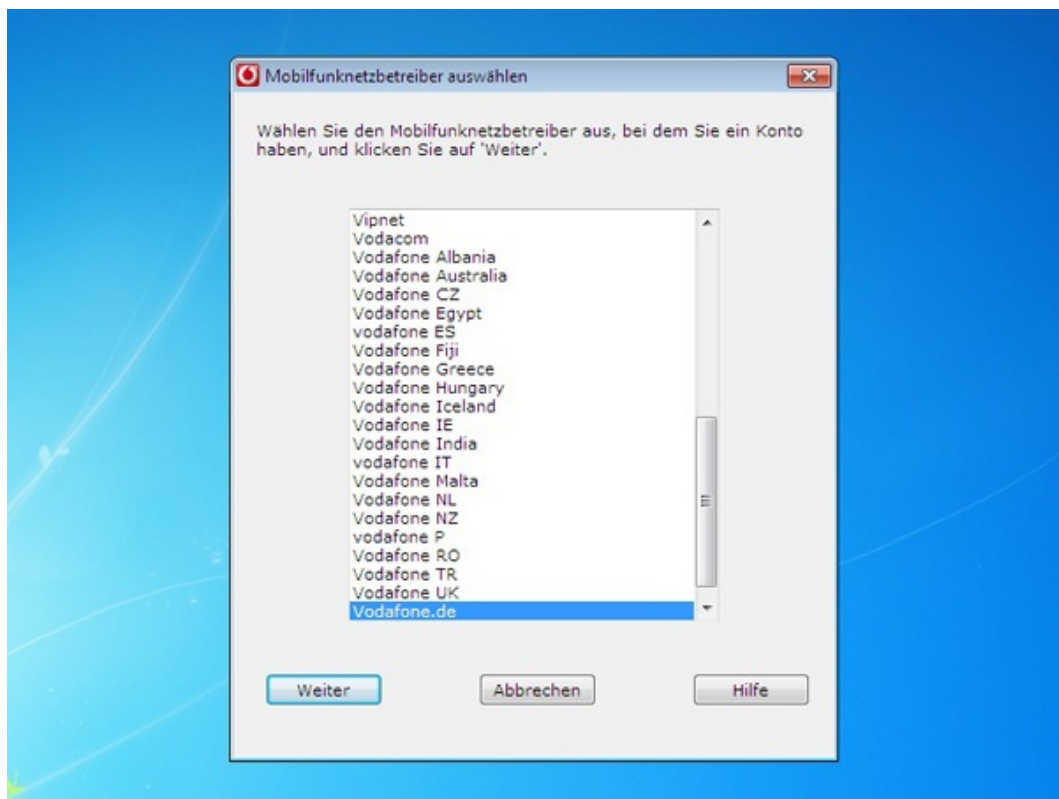 Mobilfunknetzbetreiber auswählen
Wählen Sie den Mobilfunknetzbetreiber aus, bei dem Sie ein Konto
haben, und klicken Sie auf 'Weiter'.
Vipnet
Vodacom
Vodafone Albania
Vodafone Australia
Vodafone CZ
Vodafone Egypt
vodafone ES
Vodafone Fiji
Vodafone Greece
Vodafone Hungary
Vodafone Iceland
Vodafone IE
Vodafone India
vodafone IT
Vodafone Malta
Vodafone NL
Vodafone NZ
vodafone P
Vodafone RO
Vodafone TR
Vodafone UK
Vodafone.de
Weiter Abbrechen Hilfe